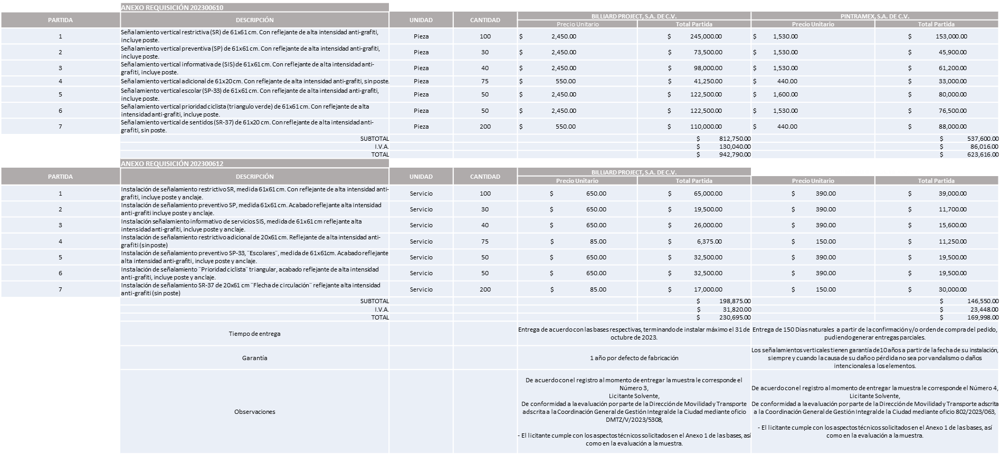 ANEXO REQUISICIÓN 202300610
PARTIDA DESCRIPCIÓN UNIDAD CANTIDAD BILLIARD PROJECT, S.A. DE C.V. PINTRAMEX, S.A. DE C.V.
Precio Unitario Total Partida Precio Unitario Total Partida
1 Señalamiento vertical restrictiva (SR) de 61x61 cm. Con reflejante de alta intensidad anti-grafiti,
incluye poste. Pieza 100 $ 2,450.00 $ 245,000.00 $ 1,530.00 $ 153,000.00
2 Señalamiento vertical preventiva (SP) de 61x61 cm. Con reflejante de alta intensidad anti-grafiti,
incluye poste. Pieza 30 $ 2,450.00 $ 73,500.00 $ 1,530.00 $ 45,900.00
3 Señalamiento vertical informativa de (SIS) de 61x61 cm. Con reflejante de alta intensidad anti-
grafiti, incluye poste. Pieza 40 $ 2,450.00 $ 98,000.00 $ 1,530.00 $ 61,200.00
4 Señalamiento vertical adicional de 61x20 cm. Con reflejante de alta intensidad anti-grafiti, sin poste. Pieza 75 $ 550.00 $ 41,250.00 $ 440.00 $ 33,000.00
5 Señalamiento vertical escolar (SP-33) de 61x61 cm. Con reflejante de alta intensidad anti-grafiti,
incluye poste. Pieza 50 $ 2,450.00 $ 122,500.00 $ 1,600.00 $ 80,000.00
6 Señalamiento vertical prioridad ciclista (triangulo verde) de 61x61 cm. Con reflejante de alta
intensidad anti-grafiti, incluye poste. Pieza 50 $ 2,450.00 $ 122,500.00 $ 1,530.00 $ 76,500.00
7 Señalamiento vertical de sentidos (SR-37) de 61x20 cm. Con reflejante de alta intensidad anti-
grafiti, sin poste. Pieza 200 $ 550.00 $ 110,000.00 $ 440.00 $ 88,000.00
SUBTOTAL $ 812,750.00 $ 537,600.00
I.V.A. $ 130,040.00 $ 86,016.00
TOTAL $ 942,790.00 $ 623,616.00
ANEXO REQUISICIÓN 202300612
PARTIDA DESCRIPCIÓN UNIDAD CANTIDAD BILLIARD PROJECT, S.A. DE C.V.
Precio Unitario Total Partida Precio Unitario Total Partida
1 Instalación de señalamiento restrictivo SR, medida 61x61 cm. Con reflejante de alta intensidad anti-
grafiti, incluye poste y anclaje. Servicio 100 $ 650.00 $ 65,000.00 $ 390.00 $ 39,000.00
2 Instalación de señalamiento preventivo SP, medida 61x61 cm. Acabado reflejante alta intensidad
anti-grafiti incluye poste y anclaje. Servicio 30 $ 650.00 $ 19,500.00 $ 390.00 $ 11,700.00
3 Instalación señalamiento informativo de servicios SIS, medida de 61x61 cm reflejante alta
intensidad anti-grafiti, incluye poste y anclaje. Servicio 40 $ 650.00 $ 26,000.00 $ 390.00 $ 15,600.00
4 Instalación de señalamiento restrictivo adicional de 20x61 cm. Reflejante de alta intensidad anti-
grafiti (sin poste) Servicio 75 $ 85.00 $ 6,375.00 $ 150.00 $ 11,250.00
5 Instalación de señalamiento preventivo SP-33, ¨Escolares¨, medida de 61x61cm. Acabado reflejante
alta intensidad anti-grafiti, incluye poste y anclaje. Servicio 50 $ 650.00 $ 32,500.00 $ 390.00 $ 19,500.00
6 Instalación de señalamiento ¨Prioridad ciclista¨ triangular, acabado reflejante de alta intensidad
anti-grafiti, incluye poste y anclaje. Servicio 50 $ 650.00 $ 32,500.00 $ 390.00 $ 19,500.00
7 Instalación de señalamiento SR-37 de 20x61 cm ¨Flecha de circulación¨ reflejante alta intensidad
anti-grafiti (sin poste) Servicio 200 $ 85.00 $ 17,000.00 $ 150.00 $ 30,000.00
SUBTOTAL $ 198,875.00 $ 146,550.00
I.V.A. $ 31,820.00 $ 23,448.00
TOTAL $ 230,695.00 $ 169,998.00
Tiempo de entrega
Entrega de acuerdo con las bases respectivas, terminando de instalar máximo el 31 de
octubre de 2023.
Entrega de 150 Días naturales a partir de la confirmación y/o orden de compra del pedido,
pudiendo generar entregas parciales.
Garantía
1 año por defecto de fabricación
Los señalamientos verticales tienen garantía de10 años a partir de la fecha de su instalación,
siempre y cuando la causa de su daño o pérdida no sea por vandalismo o daños
intencionales a los elementos.
Observaciones
De acuerdo con el registro al momento de entregar la muestra le corresponde el
Número 3,
Licitante Solvente,
De conformidad a la evaluación por parte de la Dirección de Movilidad y Transporte
adscrita a la Coordinación General de Gestión Integral de la Ciudad mediante oficio
DMTZ/V/2023/5308,
- El licitante cumple con los aspectos técnicos solicitados en el Anexo 1 de las bases, así
como en la evaluación a la muestra.
De acuerdo con el registro al momento de entregar la muestra le corresponde el Número 4,
Licitante Solvente,
De conformidad a la evaluación por parte de la Dirección de Movilidad y Transporte adscrita
a la Coordinación General de Gestión Integral de la Ciudad mediante oficio 802/2023/063,
- El licitante cumple con los aspectos técnicos solicitados en el Anexo 1 de las bases, así
como en la evaluación a la muestra.